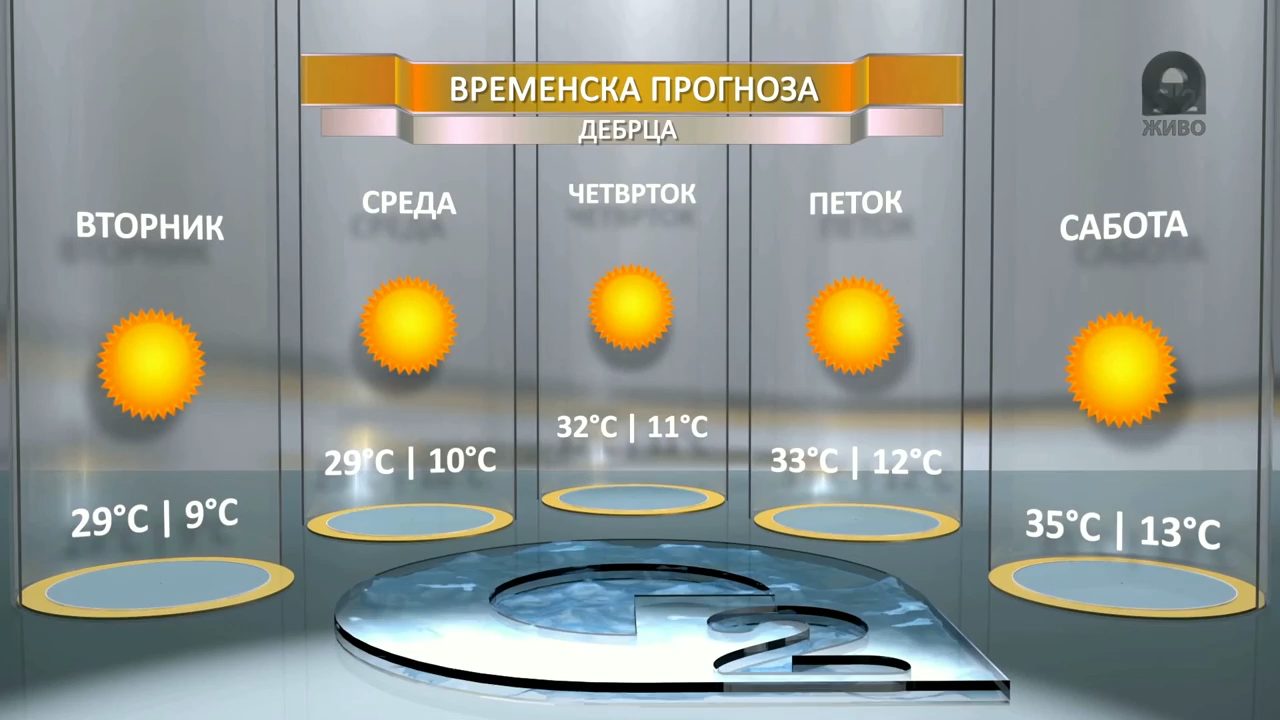 ВРЕМЕНСКА ПРОГНОЗА
ДЕБРЦА
ЖИВО
ВТОРНИК
29°C | 9°C
СРЕДА
29°C | 10°C
ЧЕТВРТОК
32°C | 11°C
ПЕТОК
33°C | 12°C
САБОТА
35°C | 13°C
2